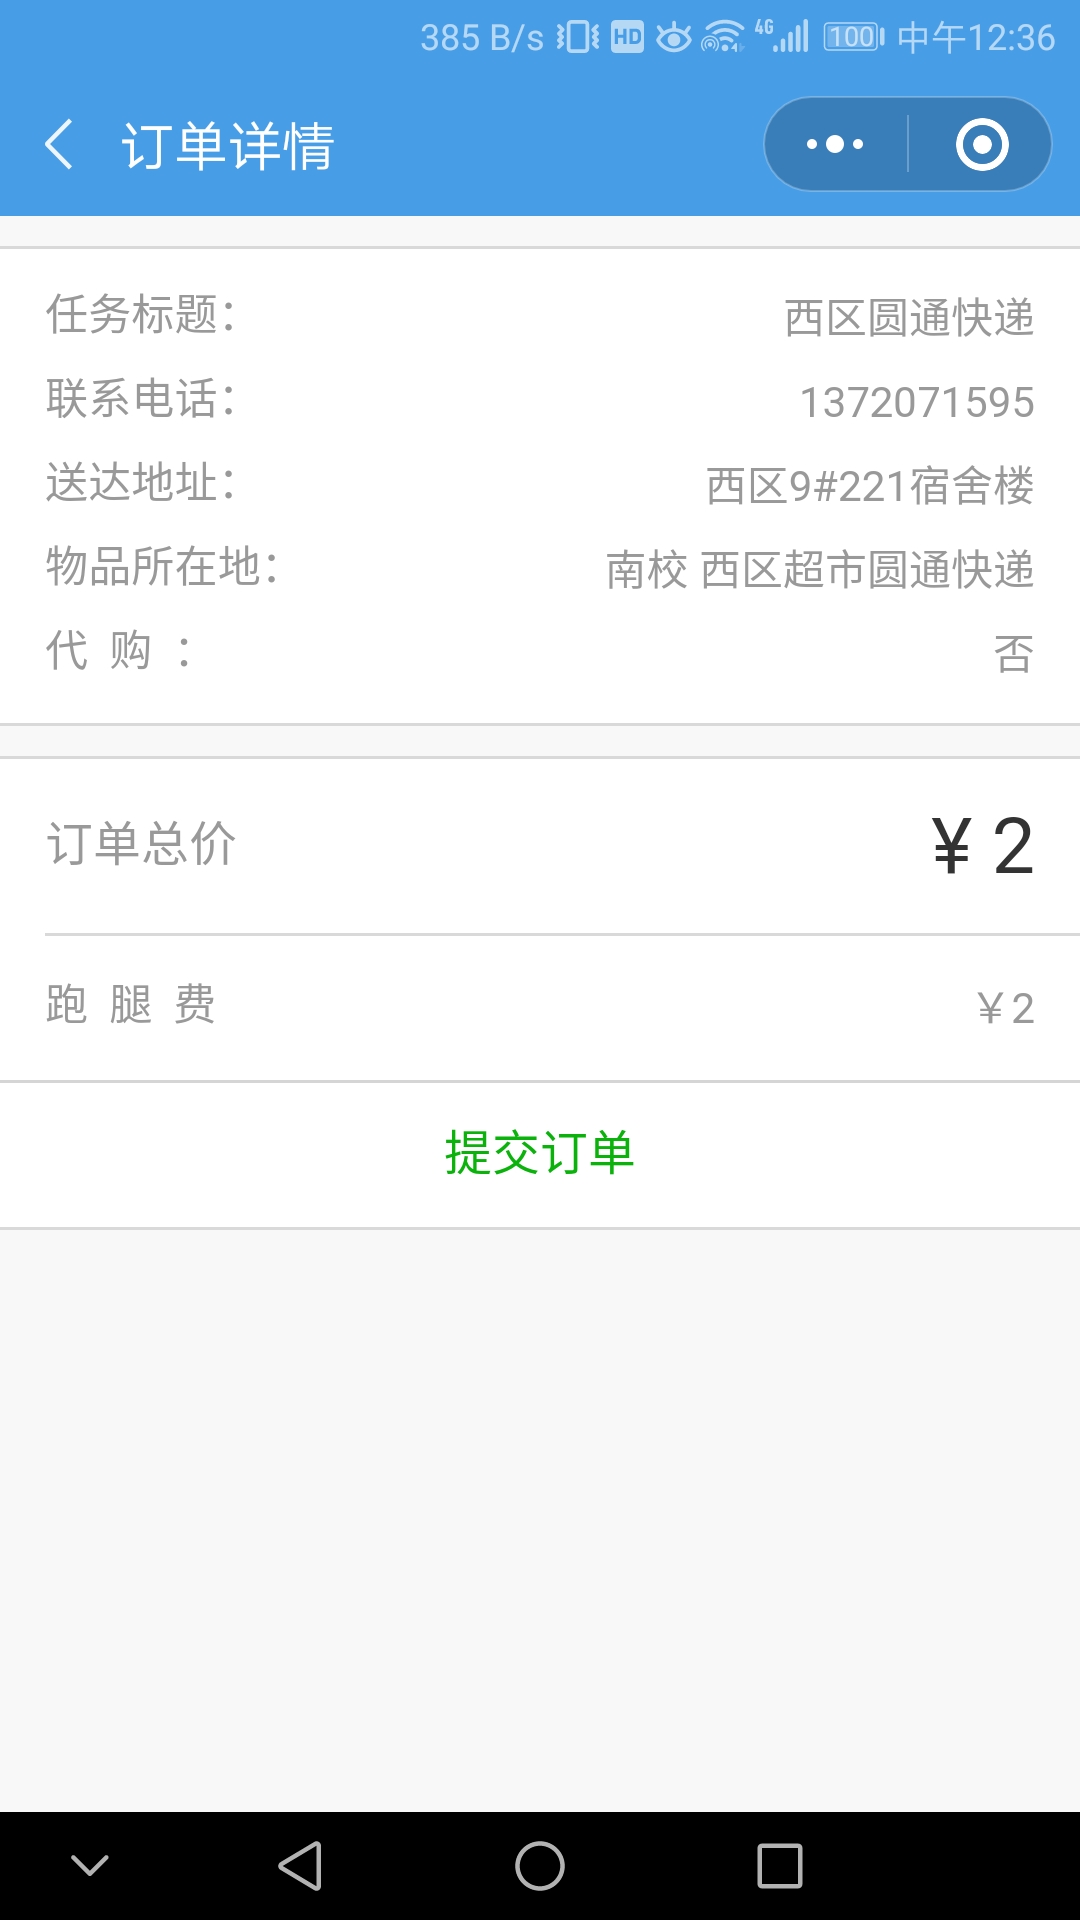 385 B/s HD 4G 100 中午12:36
订单详情
任务标题： 西区圆通快递
联系电话： 1372071595
送达地址： 西区9#221宿舍楼
物品所在地： 南校 西区超市圆通快递
代 购 ： 否
订单总价 ¥ 2
跑 腿 费 ￥2
提交订单